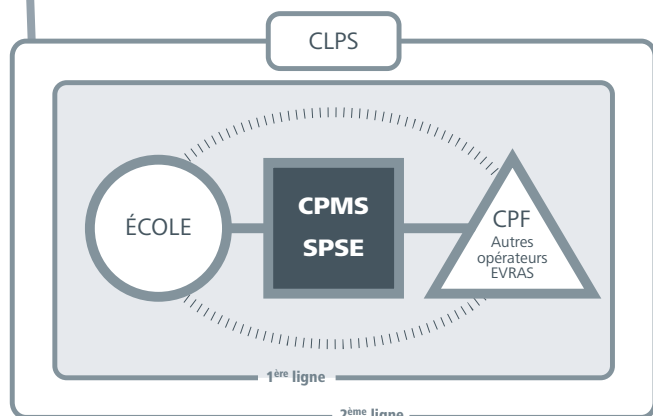 CLPS
ÉCOLE
CPMS
SPSE
CPF
Autres
opérateurs
EVRAS
1ère ligne
2ème ligne